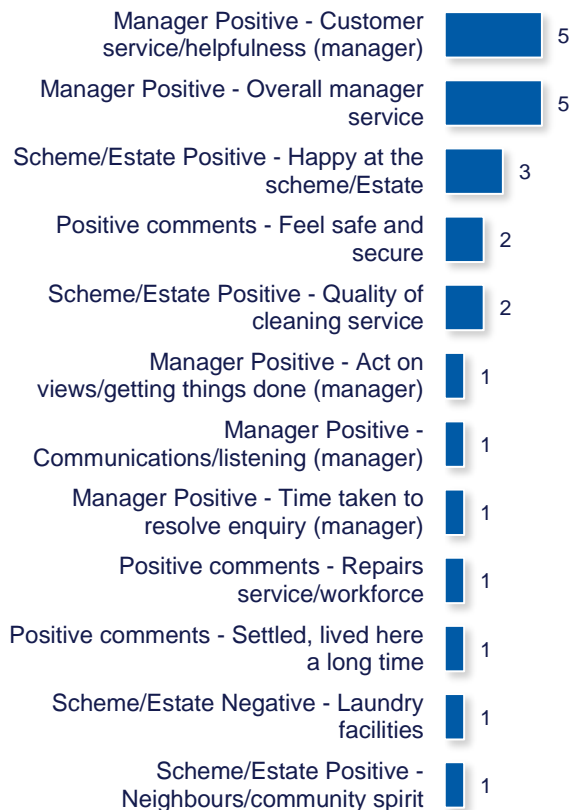 Manager Positive - Customer
service/helpfulness (manager)
5
Manager Positive - Overall manager
service
5
Scheme/Estate Positive - Happy at the
scheme/Estate
3
Positive comments - Feel safe and
secure
2
Scheme/Estate Positive - Quality of
cleaning service
2
Manager Positive - Act on
views/getting things done (manager)
1
Manager Positive -
Communications/listening (manager)
1
Manager Positive - Time taken to
resolve enquiry (manager)
1
Positive comments - Repairs
service/workforce
1
Positive comments - Settled, lived here
a long time
1
Scheme/Estate Negative - Laundry
facilities
1
Scheme/Estate Positive -
Neighbours/community spirit
1